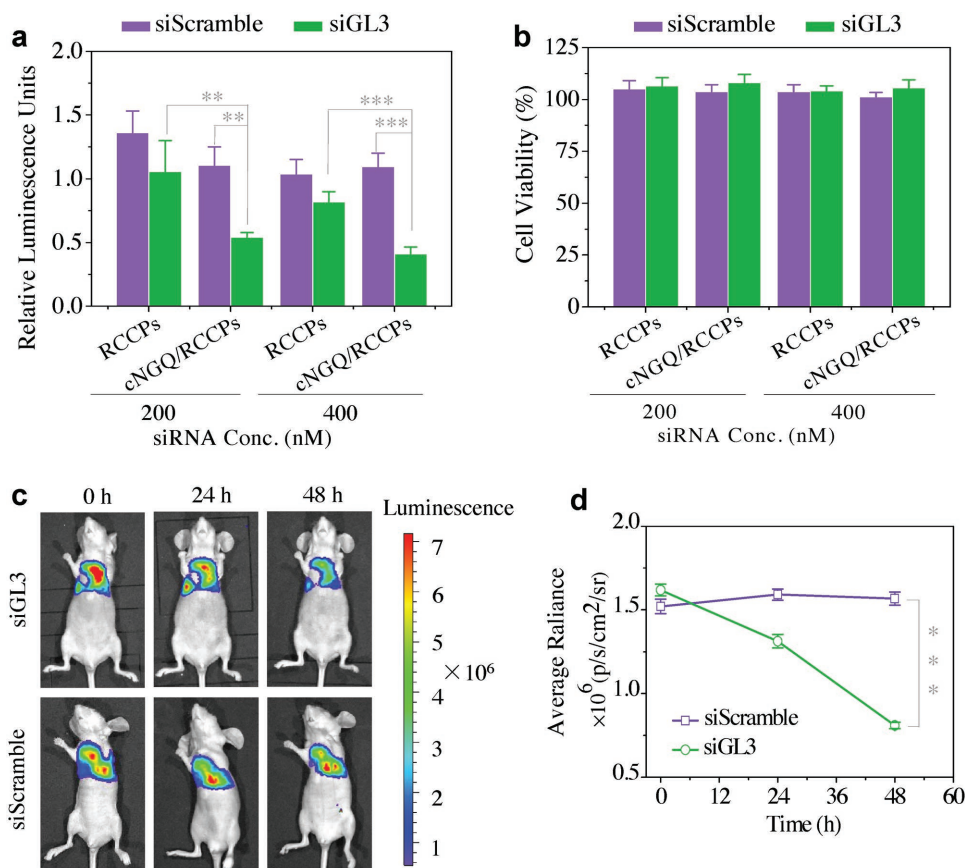 a
siScramble siGL3
2.0
1.5
1.0
0.5
0.0
Relative Luminescence Units
**
**
***
***
RCCPs
cNGQ/RCCPs
RCCPs
cNGQ/RCCPs
200 400
siRNA Conc. (nM)
b
siScramble siGL3
125
100
75
50
25
0
Cell Viability (%)
RCCPs
cNGQ/RCCPs
RCCPs
cNGQ/RCCPs
200 400
siRNA Conc. (nM)
c
0 h 24 h 48 h
siGL3
siScramble
Luminescence
7
6
5
×10⁶
4
3
2
1
d
2.0
1.5
1.0
0.5
Average Raliance
×10⁶ (p/s/cm²/sr)
siScramble
siGL3
***
0 12 24 36 48 60
Time (h)